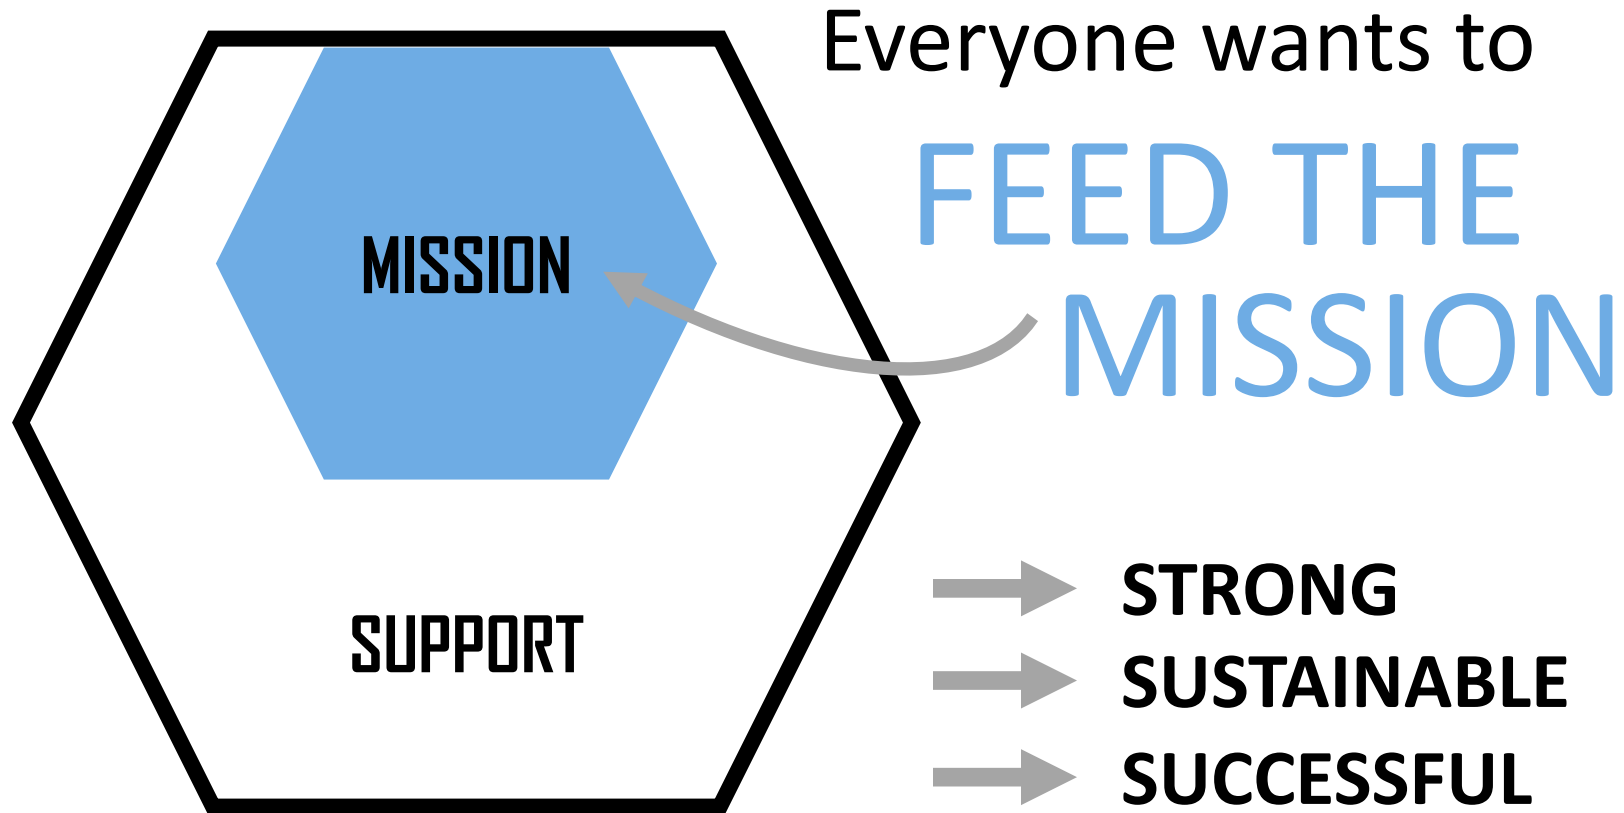 Everyone wants to
FEED THE
MISSION
MISSION
SUPPORT
STRONG
SUSTAINABLE
SUCCESSFUL